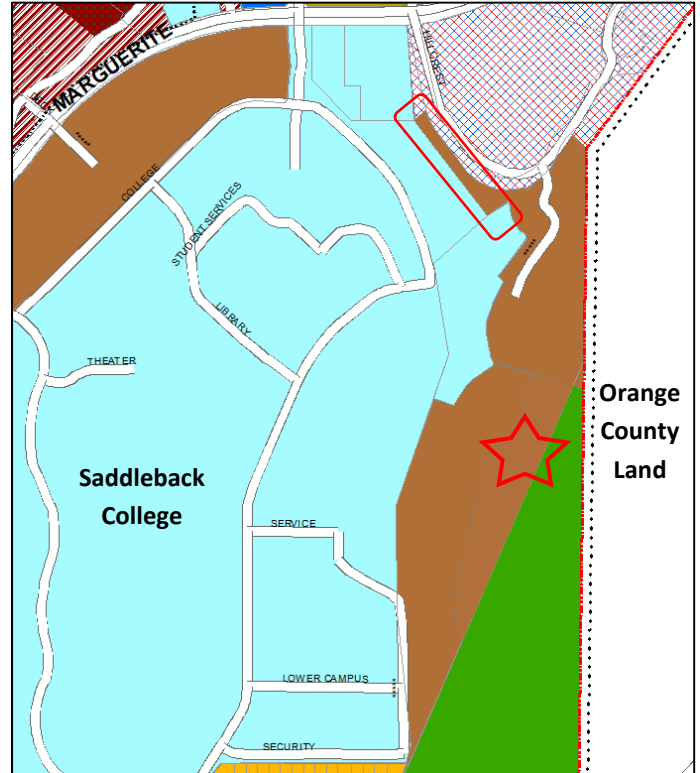 MARGUERITE
HILLCREST
COLLEGE
STUDENT SERVICES
LIBRARY
THEATER
Orange
County
Land
Saddleback
College
SERVICE
LOWER CAMPUS
SECURITY